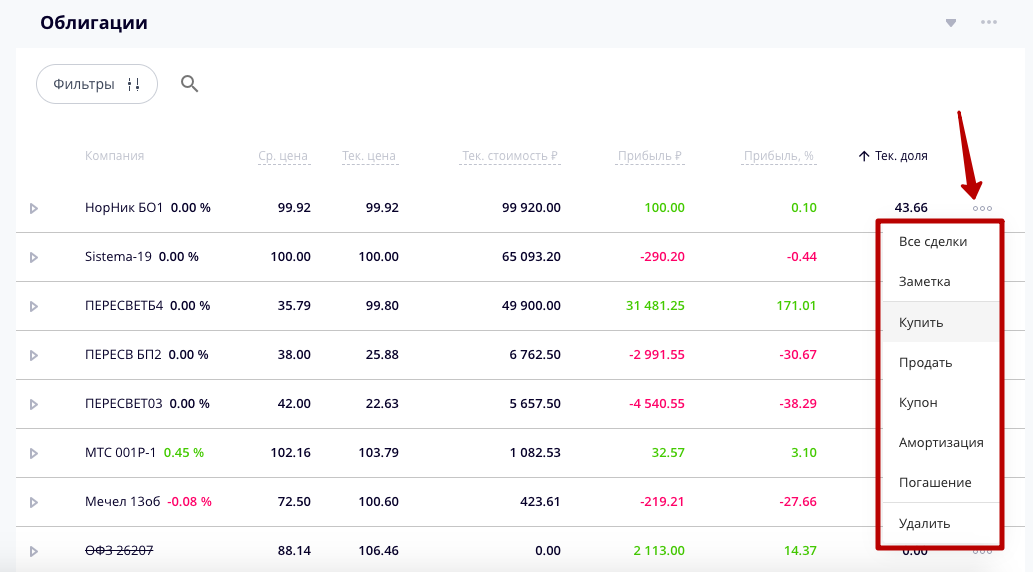 Облигации
Фильтры
Компания Ср. цена Тек. цена Тек. стоимость ₽ Прибыль ₽ Прибыль, % Тек. доля
НорНик БО1 0.00 % 99.92 99.92 99 920.00 100.00 0.10 43.66
Все сделки
Sistema-19 0.00 % 100.00 100.00 65 093.20 -290.20 -0.44
Заметка
ПЕРЕСВЕТБ4 0.00 % 35.79 99.80 49 900.00 31 481.25 171.01
Купить
ПЕРЕСВ БП2 0.00 % 38.00 25.88 6 762.50 -2 991.55 -30.67
Продать
ПЕРЕСВЕТ03 0.00 % 42.00 22.63 5 657.50 -4 540.55 -38.29
Купон
МТС 001Р-1 0.45 % 102.16 103.79 1 082.53 32.57 3.10
Амортизация
Погашение
Мечел 13об -0.08 % 72.50 100.60 423.61 -219.21 -27.66
Удалить
ОФЗ 26207 88.14 106.46 0.00 2 113.00 14.37 0.00